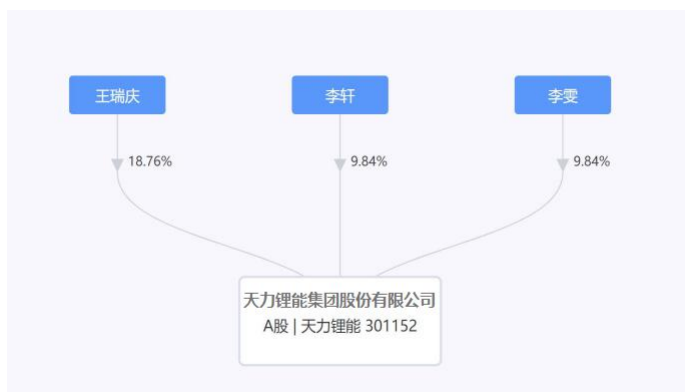 王瑞庆
李轩
李雯
18.76%
9.84%
9.84%
天力锂能集团股份有限公司
A股 | 天力锂能 301152